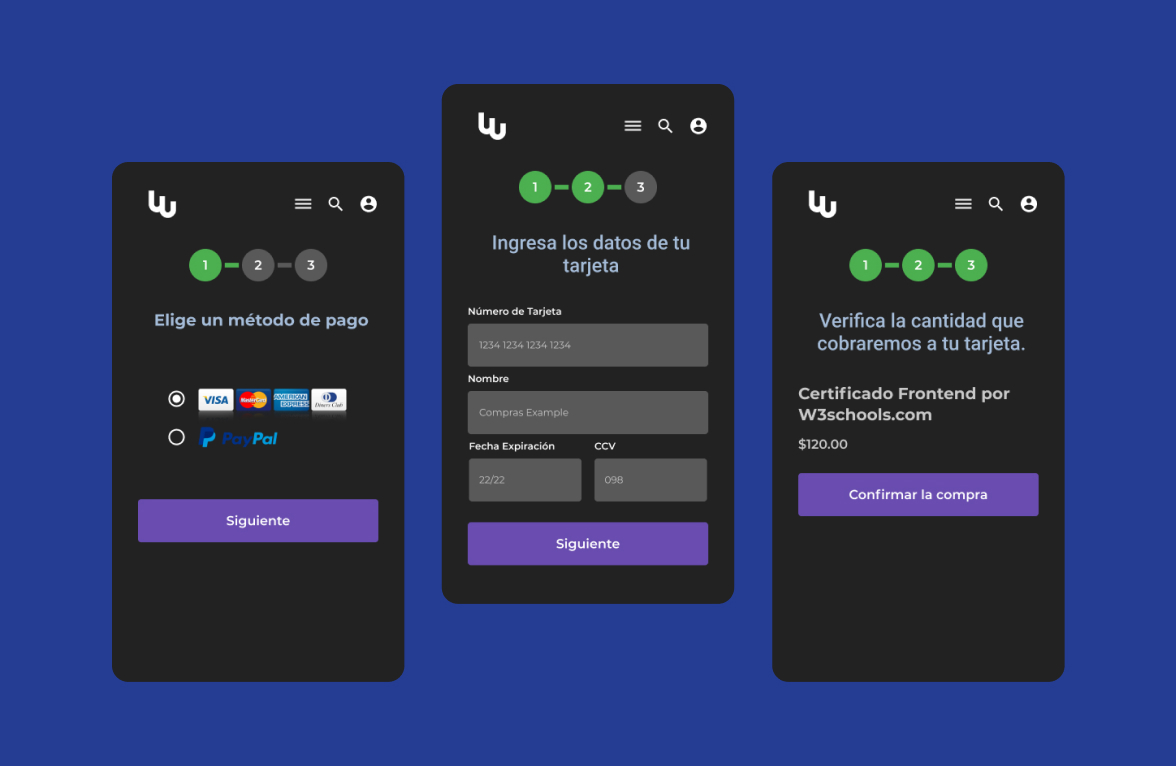 1 2 3
Elige un método de pago
VISA MasterCard AMERICAN EXPRESS Diners Club
PayPal
Siguiente
1 2 3
Ingresa los datos de tu
tarjeta
Número de Tarjeta
1234 1234 1234 1234
Nombre
Compras Example
Fecha Expiración CCV
22/22 098
Siguiente
1 2 3
Verifica la cantidad que
cobraremos a tu tarjeta.
Certificado Frontend por
W3schools.com
$120.00
Confirmar la compra